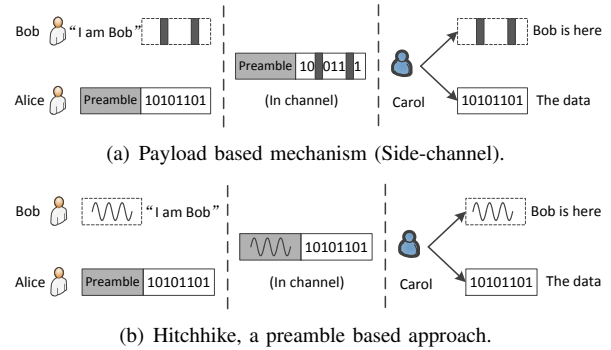 Bob "I am Bob" Bob is here
Preamble 10 011 1
Alice Preamble 10101101 (In channel) Carol 10101101 The data
(a) Payload based mechanism (Side-channel).
Bob "I am Bob" Bob is here
10101101
Alice Preamble 10101101 (In channel) Carol 10101101 The data
(b) Hitchhike, a preamble based approach.